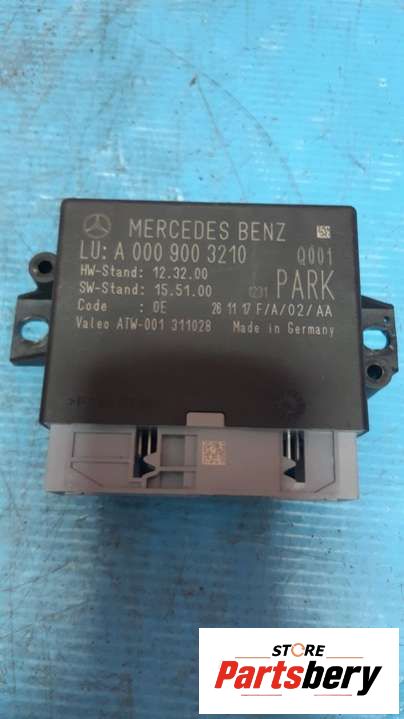 MERCEDES BENZ
LU: A 000 900 3210 Q001
HW-Stand: 12.32.00
SW-Stand: 15.51.00 1231 PARK
Code : 0E 26 11 17 F/A/02/AA
Valeo ATW-001 311028 Made in Germany
STORE
Partsbery